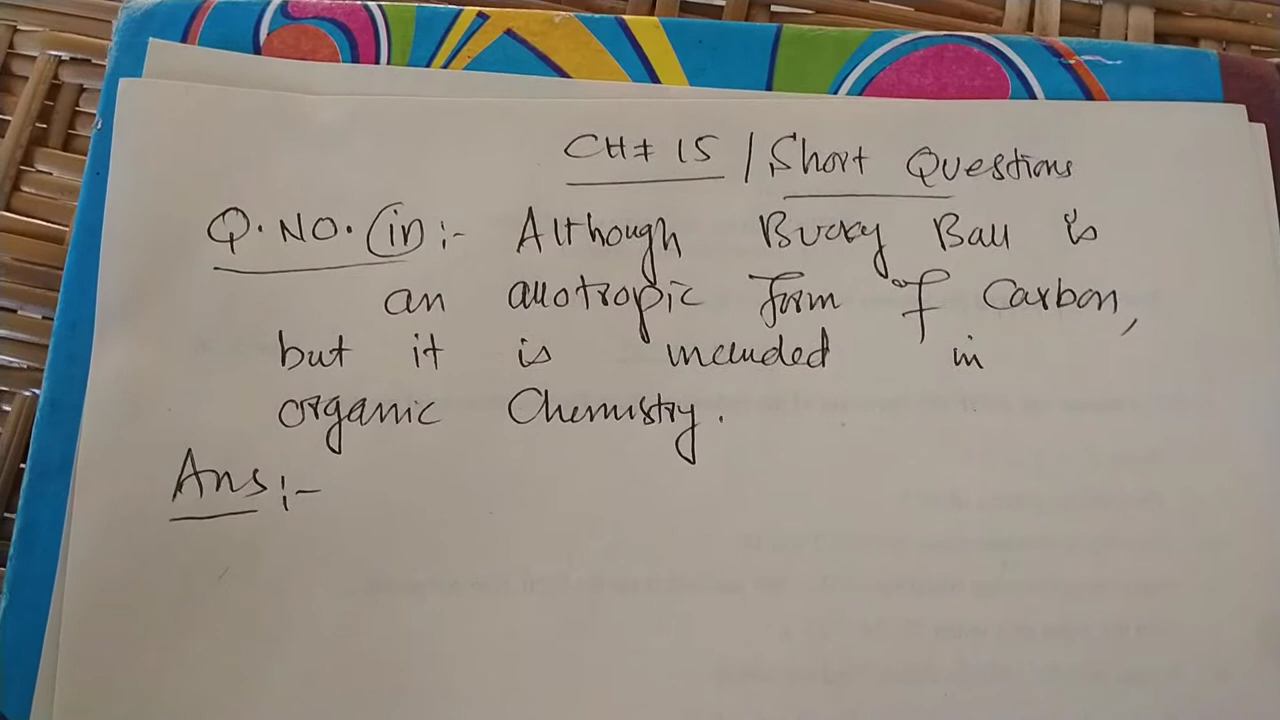 CH# 15 / Short Questions
Q.NO.(iii):- Although Bucky Ball is
an allotropic form of Carbon,
but it is included in
organic Chemistry.
Ans:-